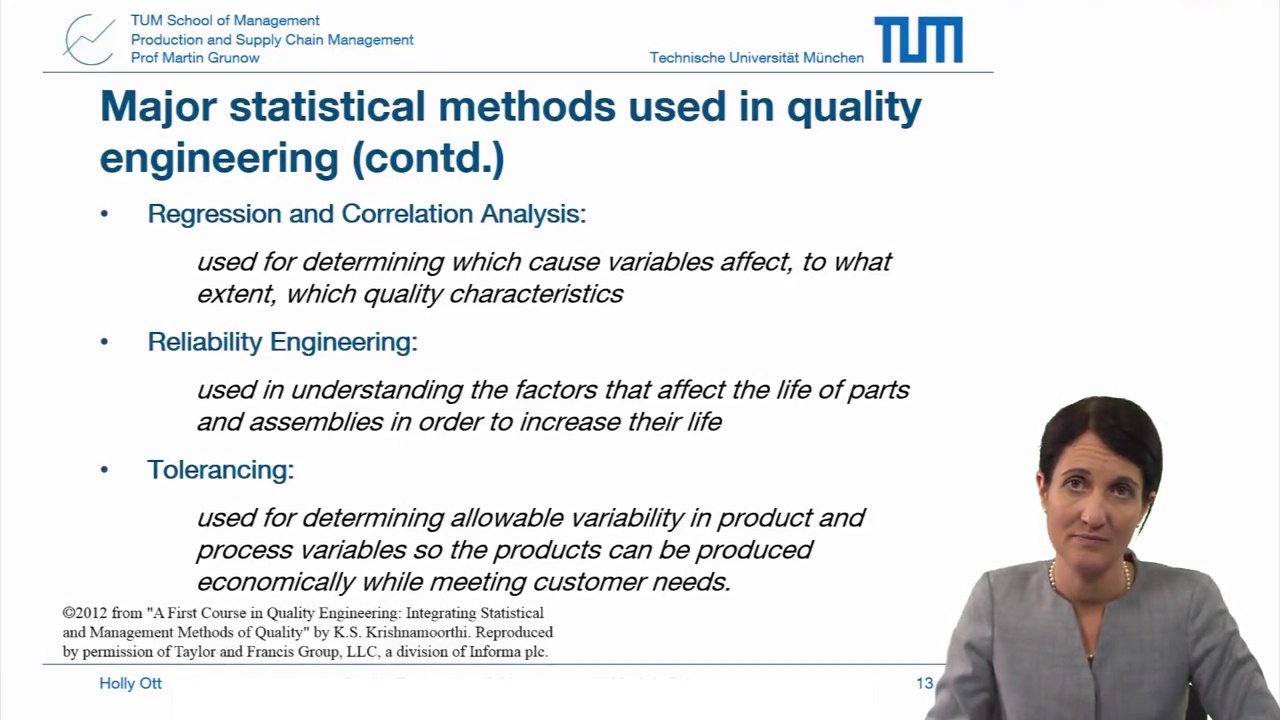 TUM School of Management
Production and Supply Chain Management
Prof Martin Grunow
Technische Universität München
TUM
Major statistical methods used in quality
engineering (contd.)
• Regression and Correlation Analysis:
used for determining which cause variables affect, to what
extent, which quality characteristics
• Reliability Engineering:
used in understanding the factors that affect the life of parts
and assemblies in order to increase their life
• Tolerancing:
used for determining allowable variability in product and
process variables so the products can be produced
economically while meeting customer needs.
©2012 from "A First Course in Quality Engineering: Integrating Statistical
and Management Methods of Quality" by K.S. Krishnamoorthi. Reproduced
by permission of Taylor and Francis Group, LLC, a division of Informa plc.
Holly Ott
13